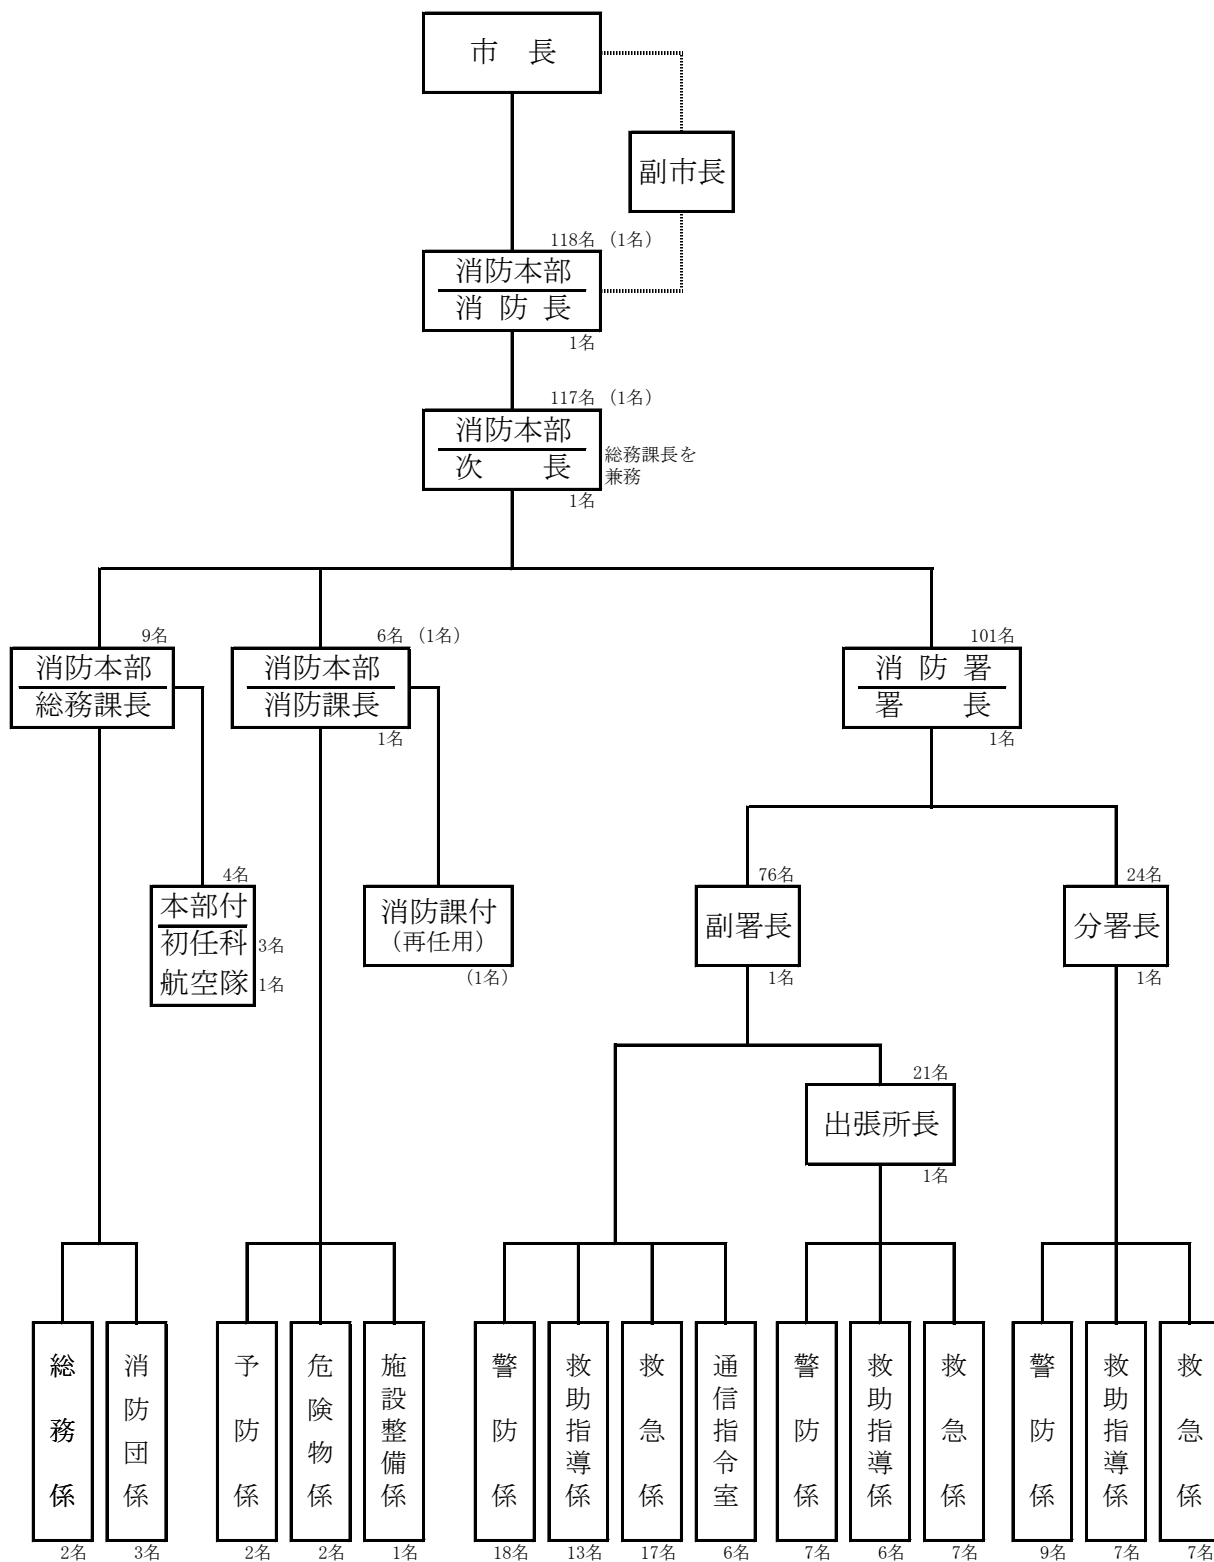 市 長
副市長
118名 (1名)
消防本部
消 防 長
1名
117名 (1名)
消防本部
次 長
総務課長を
兼務
1名
9名
消防本部
総務課長
6名 (1名)
消防本部
消防課長
1名
101名
消 防 署
署 長
1名
4名
本部付
初任科 3名
航空隊 1名
消防課付
(再任用)
(1名)
76名
副署長
1名
24名
分署長
1名
21名
出張所長
1名
総務係
2名
消防団係
3名
予防係
2名
危険物係
2名
施設整備係
1名
警防係
18名
救助指導係
13名
救急係
17名
通信指令室
6名
警防係
7名
救助指導係
6名
救急係
7名
警防係
9名
救助指導係
7名
救急係
7名